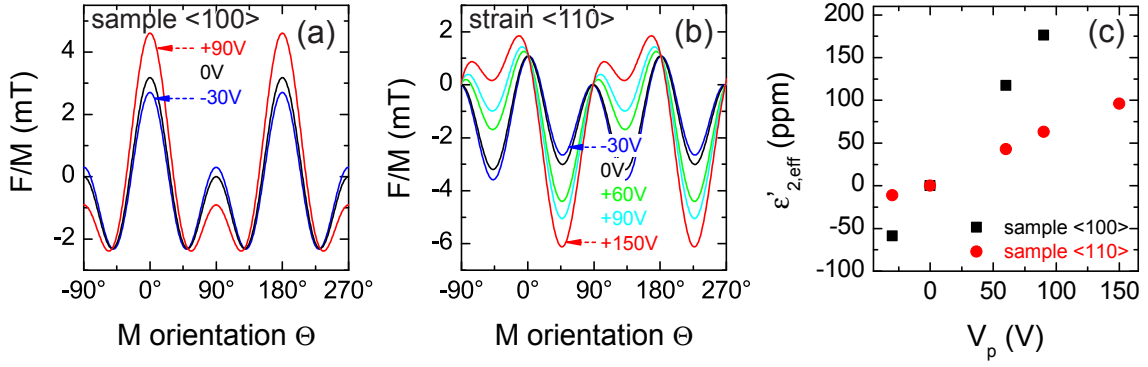 sample <100>
(a)
+90V
0V
-30V
F/M (mT)
4
2
0
-2
-90° 0° 90° 180° 270°
M orientation Θ
strain <110>
(b)
-30V
0V
+60V
+90V
+150V
F/M (mT)
2
0
-2
-4
-6
-90° 0° 90° 180° 270°
M orientation Θ
(c)
ε'2,eff (ppm)
200
150
100
50
0
-50
-100
sample <100>
sample <110>
0 50 100 150
Vp (V)